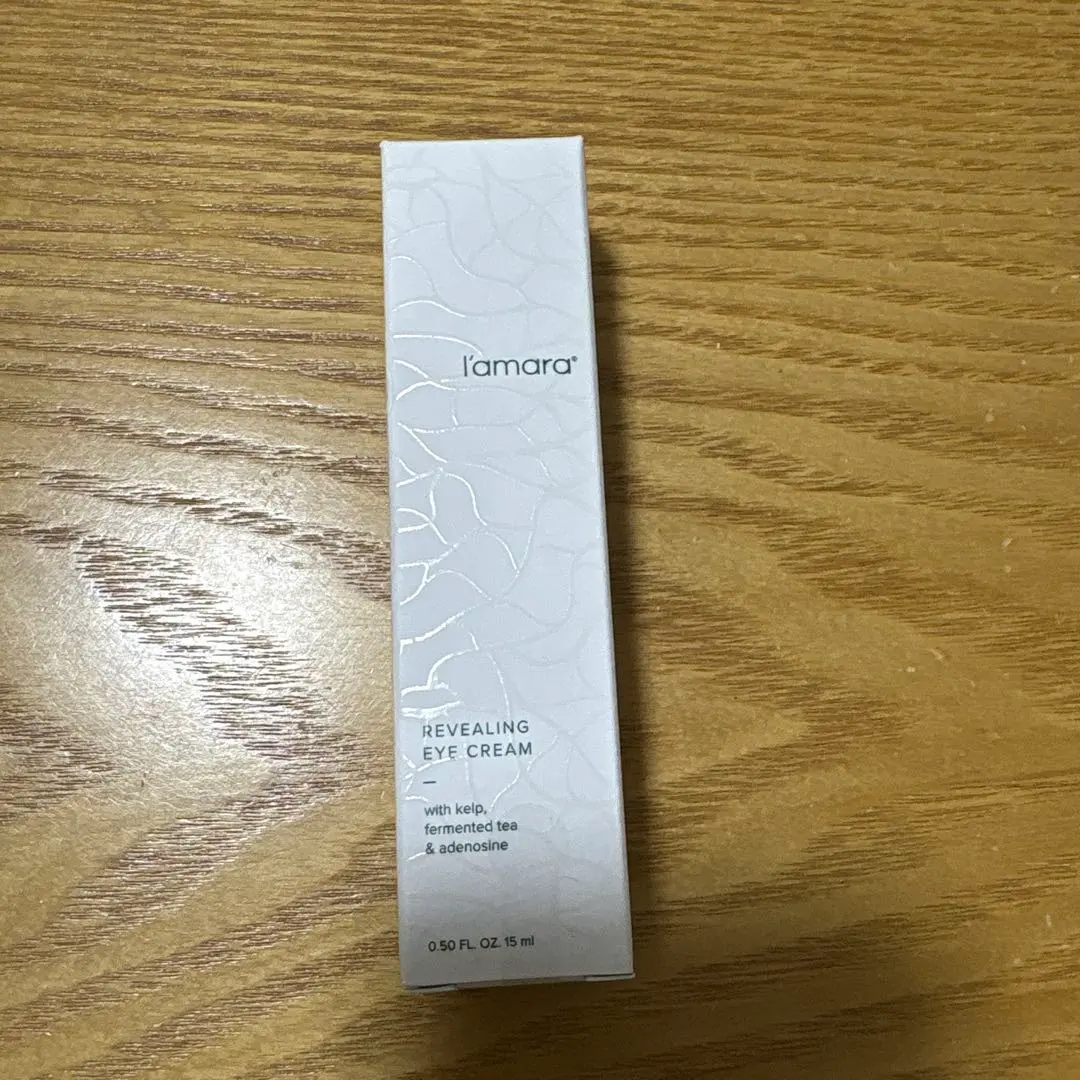 l'amara®
REVEALING
EYE CREAM
—
with kelp,
fermented tea
& adenosine
0.50 FL. OZ. 15 ml